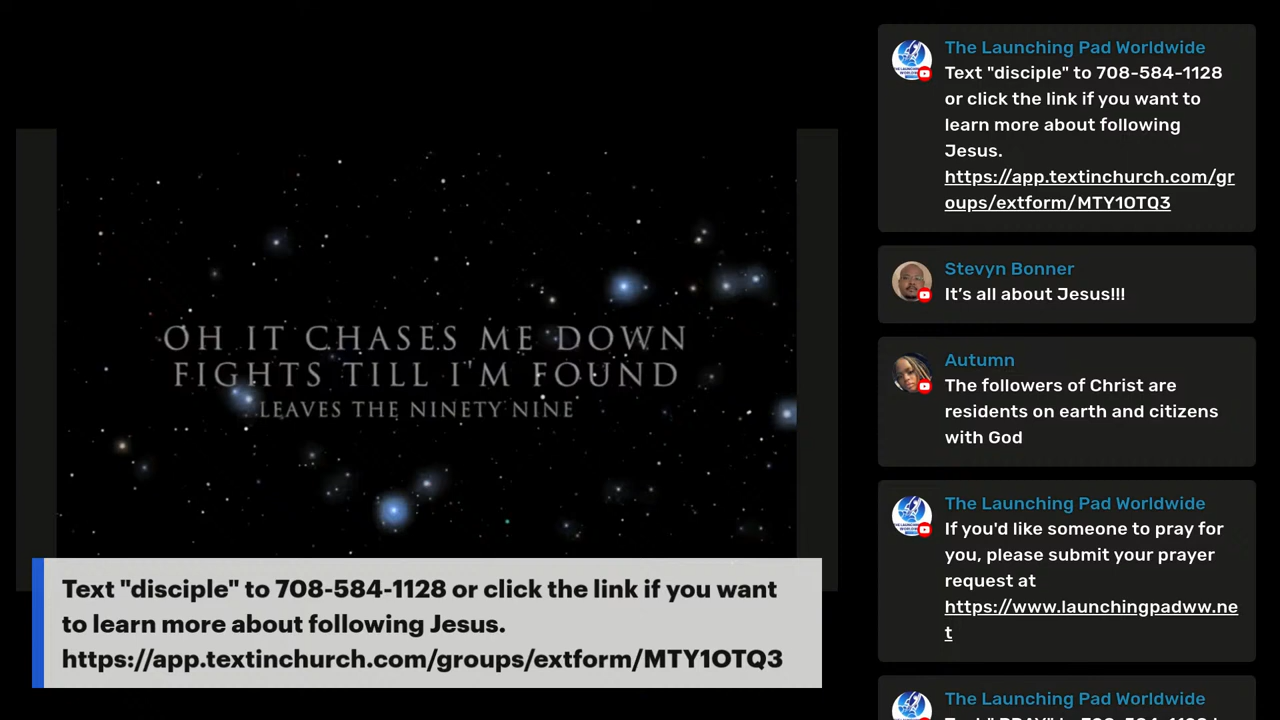 OH IT CHASES ME DOWN
FIGHTS TILL I'M FOUND
LEAVES THE NINETY NINE
Text "disciple" to 708-584-1128 or click the link if you want
to learn more about following Jesus.
https://app.textinchurch.com/groups/extform/MTY1OTQ3
The Launching Pad Worldwide
Text "disciple" to 708-584-1128
or click the link if you want to
learn more about following
Jesus.
https://app.textinchurch.com/gr
oups/extform/MTY1OTQ3
Stevyn Bonner
It’s all about Jesus!!!
Autumn
The followers of Christ are
residents on earth and citizens
with God
The Launching Pad Worldwide
If you'd like someone to pray for
you, please submit your prayer
request at
https://www.launchingpadww.ne
t
The Launching Pad Worldwide